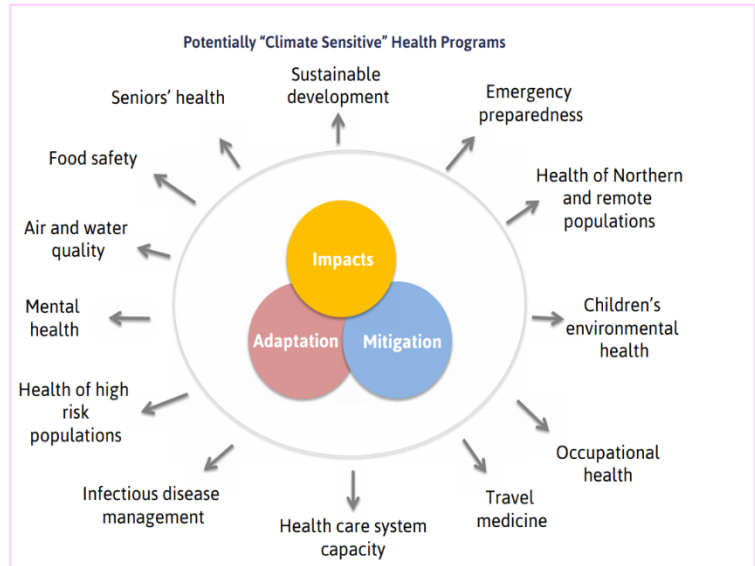 Potentially “Climate Sensitive” Health Programs
Sustainable
development
Emergency
preparedness
Health of Northern
and remote
populations
Children’s
environmental
health
Occupational
health
Travel
medicine
Health care system
capacity
Infectious disease
management
Health of high
risk
populations
Mental
health
Air and water
quality
Food safety
Seniors’ health
Impacts
Adaptation
Mitigation